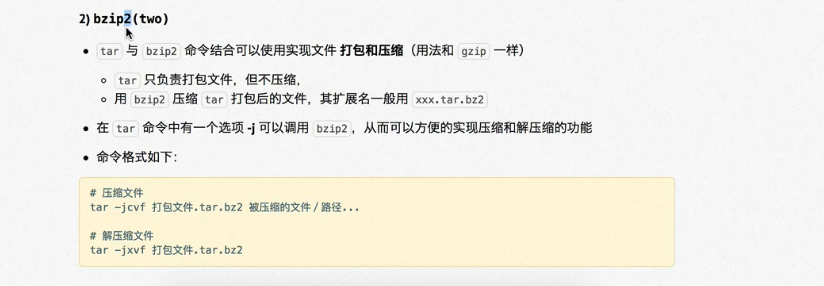 2) bzip2(two)
• tar 与 bzip2 命令结合可以使用实现文件 打包和压缩（用法和 gzip 一样）
○ tar 只负责打包文件，但不压缩，
○ 用 bzip2 压缩 tar 打包后的文件，其扩展名一般用 xxx.tar.bz2
• 在 tar 命令中有一个选项 -j 可以调用 bzip2，从而可以方便的实现压缩和解压缩的功能
• 命令格式如下：
# 压缩文件
tar -jcvf 打包文件.tar.bz2 被压缩的文件／路径...
# 解压缩文件
tar -jxvf 打包文件.tar.bz2